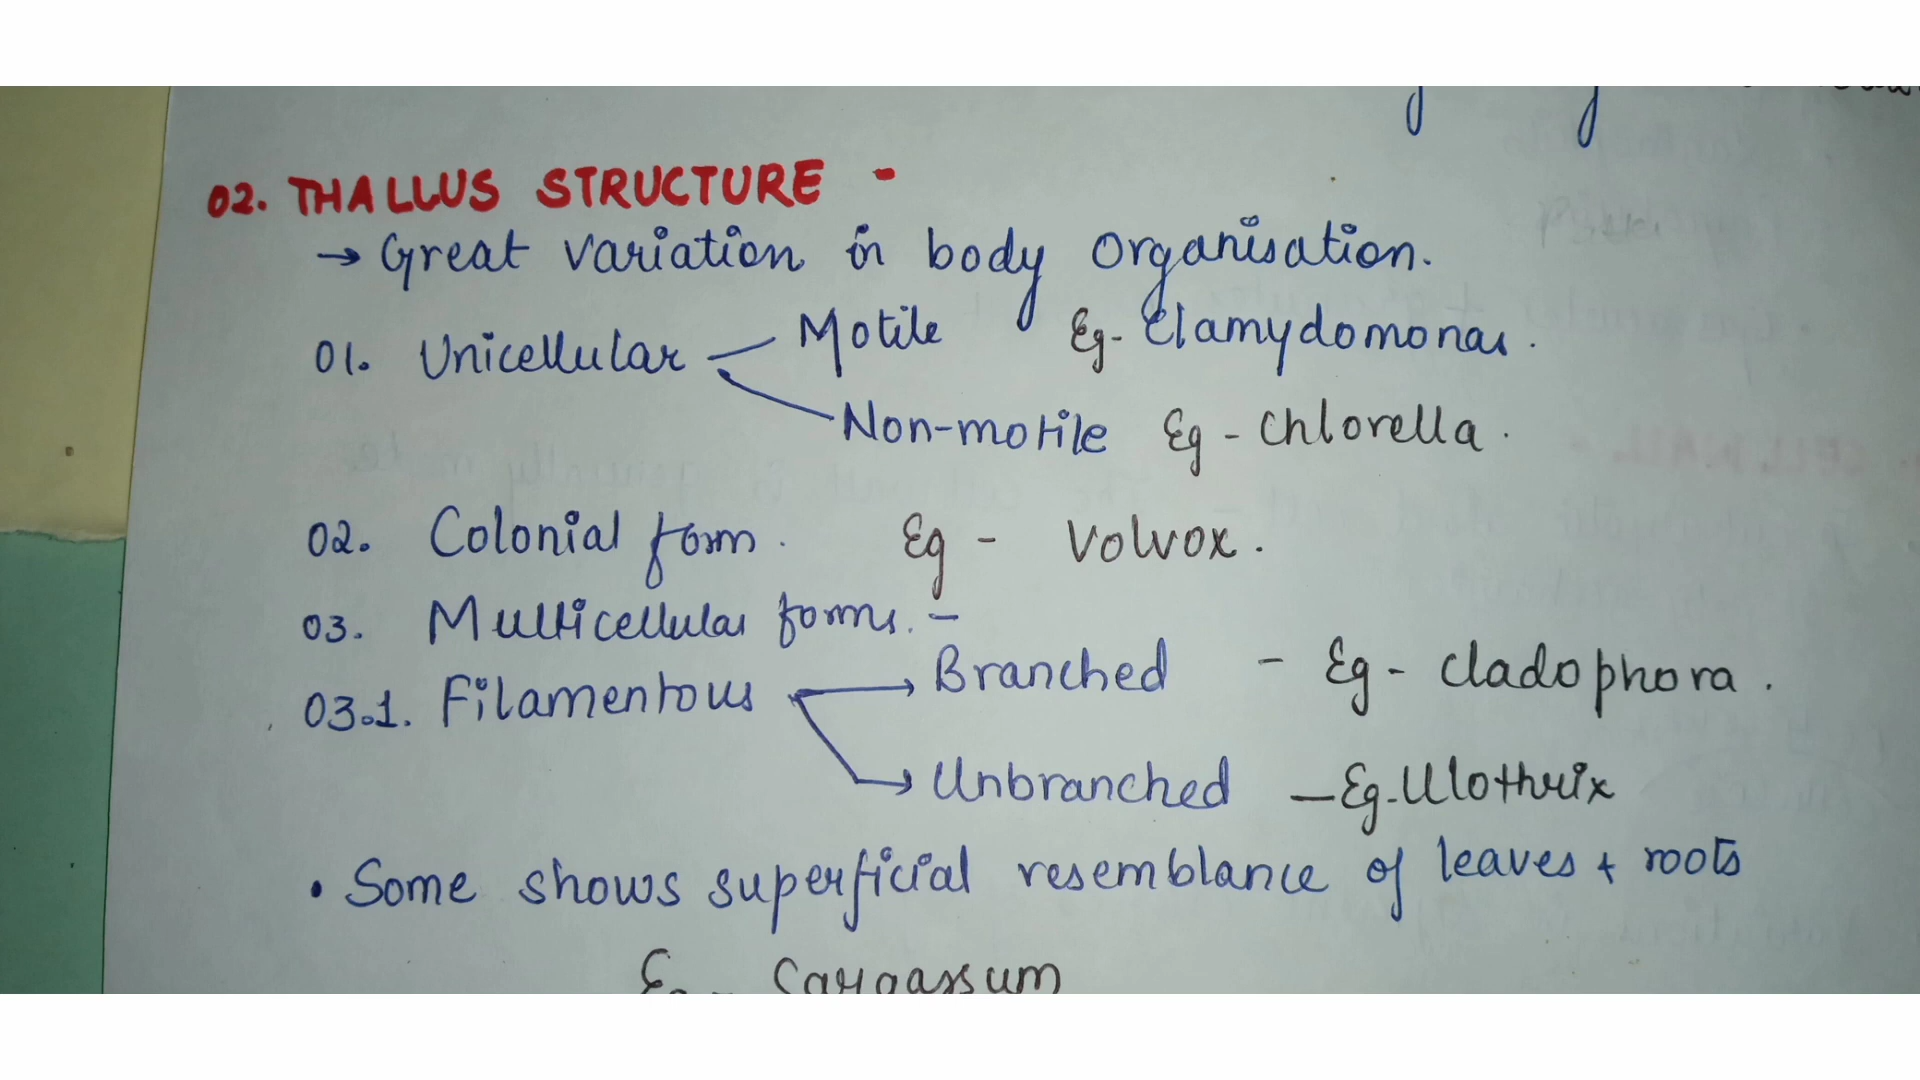 02. THALLUS STRUCTURE -
→ Great variation in body organisation.
01. Unicellular Motile Eg- Clamydomonas.
Non-motile Eg - Chlorella.
02. Colonial form. Eg - Volvox.
03. Multicellular forms. -
03.1. Filamentous → Branched - Eg - Cladophora.
→ Unbranched - Eg. Ulothrix
• Some shows superficial resemblance of leaves + roots
Eg - Sargassum